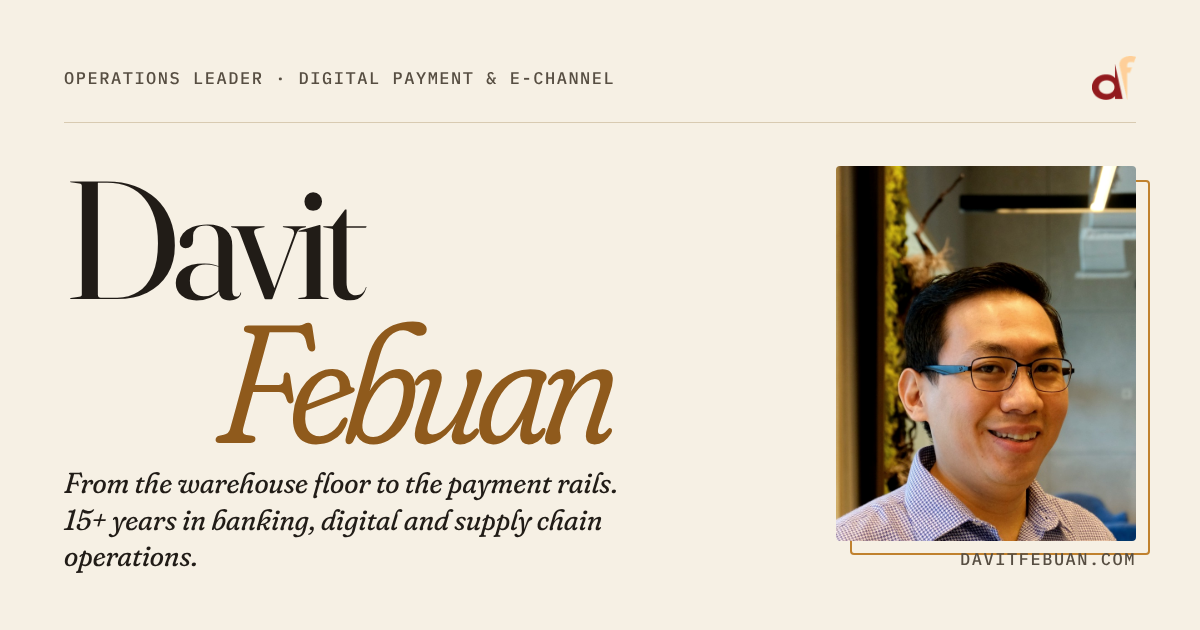 OPERATIONS LEADER · DIGITAL PAYMENT & E-CHANNEL
df
Davit
Febuan
From the warehouse floor to the payment rails.
15+ years in banking, digital and supply chain
operations.
DAVITFEBUAN.COM